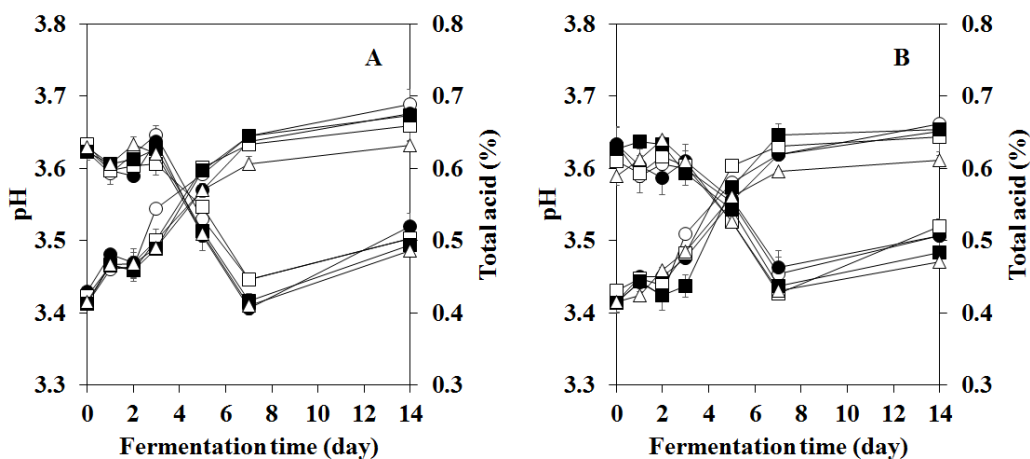 3.8
3.7
3.6
3.5
3.4
3.3
pH
A
0.8
0.7
0.6
0.5
0.4
0.3
Total acid (%)
0 2 4 6 8 10 12 14
Fermentation time (day)
3.8
3.7
3.6
3.5
3.4
3.3
pH
B
0.8
0.7
0.6
0.5
0.4
0.3
Total acid (%)
0 2 4 6 8 10 12 14
Fermentation time (day)